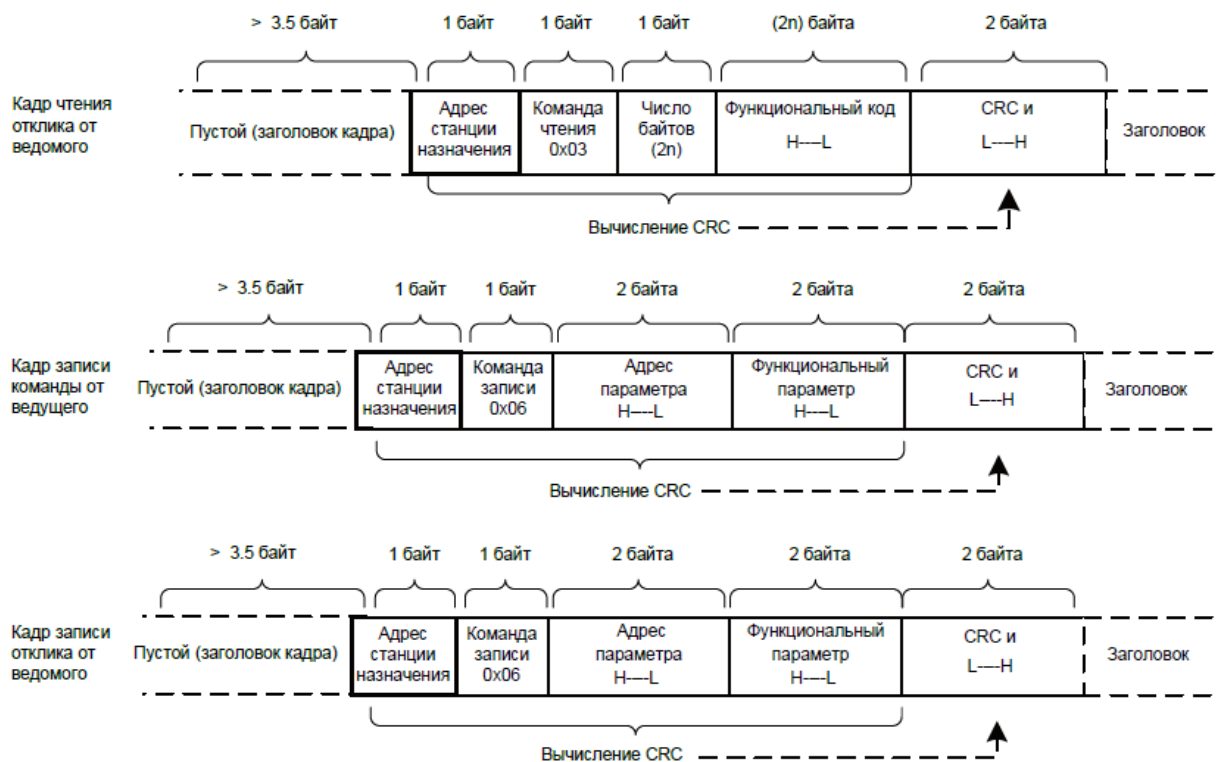 > 3.5 байт 1 байт 1 байт 1 байт (2n) байта 2 байта
Кадр чтения
отклика от
ведомого
Пустой (заголовок кадра)
Адрес
станции
назначения
Команда
чтения
0x03
Число
байтов
(2n)
Функциональный код
H----L
CRC и
L----H
Заголовок
Вычисление CRC
> 3.5 байт 1 байт 1 байт 2 байта 2 байта 2 байта
Кадр записи
команды от
ведущего
Пустой (заголовок кадра)
Адрес
станции
назначения
Команда
записи
0x06
Адрес
параметра
H----L
Функциональный
параметр
H----L
CRC и
L----H
Заголовок
Вычисление CRC
> 3.5 байт 1 байт 1 байт 2 байта 2 байта 2 байта
Кадр записи
отклика от
ведомого
Пустой (заголовок кадра)
Адрес
станции
назначения
Команда
записи
0x06
Адрес
параметра
H----L
Функциональный
параметр
H----L
CRC и
L----H
Заголовок
Вычисление CRC